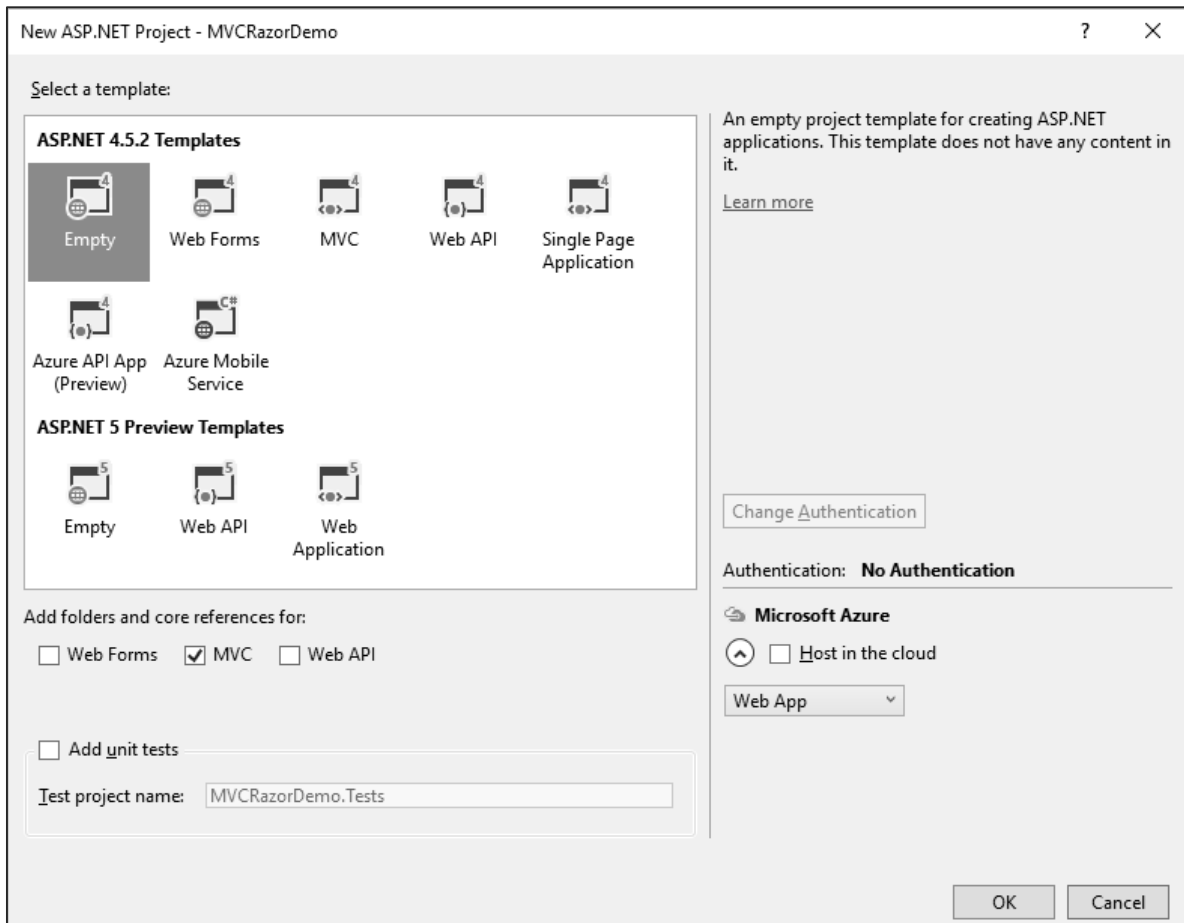 New ASP.NET Project - MVCRazorDemo
?
Select a template:
ASP.NET 4.5.2 Templates
4 4 4 4 4
Empty Web Forms MVC Web API Single Page
Application
4 C#
Azure API App Azure Mobile
(Preview) Service
ASP.NET 5 Preview Templates
5 5 5
Empty Web API Web
Application
An empty project template for creating ASP.NET
applications. This template does not have any content in
it.
Learn more
Change Authentication
Authentication: No Authentication
Microsoft Azure
Host in the cloud
Web App
Add folders and core references for:
Web Forms MVC Web API
Add unit tests
Test project name: MVCRazorDemo.Tests
OK Cancel